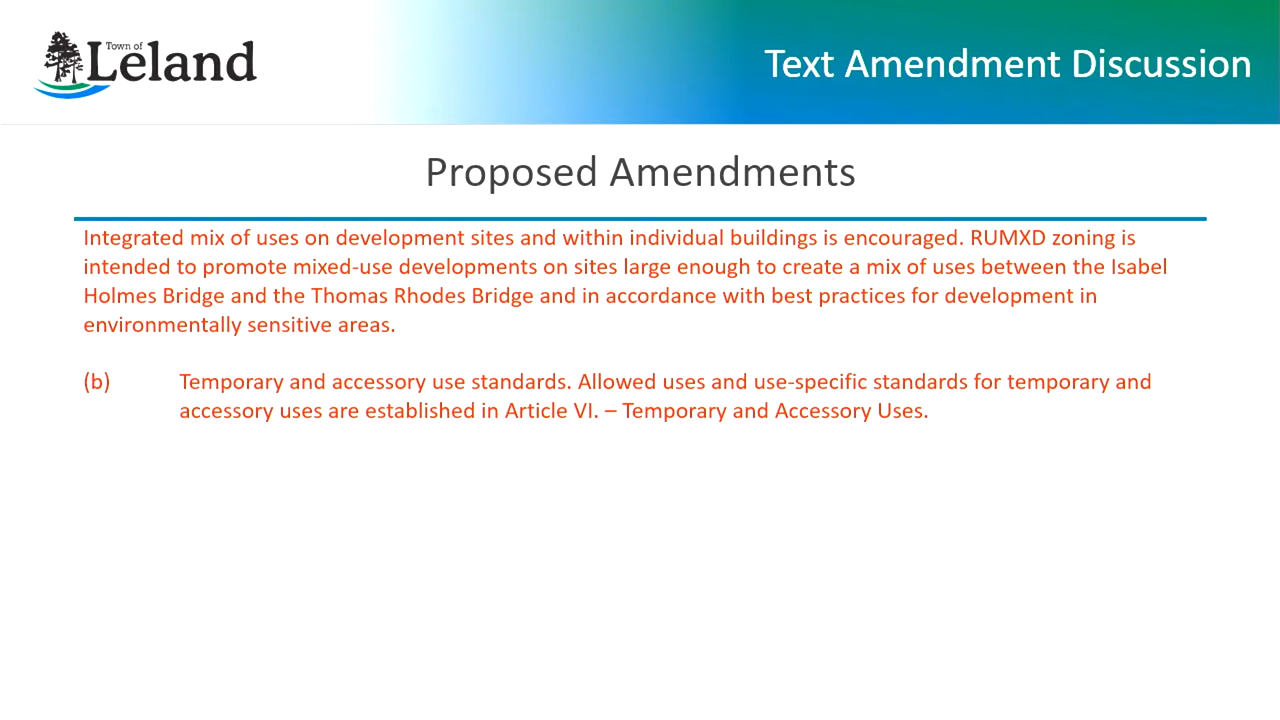 Town of
Leland
Text Amendment Discussion
Proposed Amendments
Integrated mix of uses on development sites and within individual buildings is encouraged. RUMXD zoning is
intended to promote mixed-use developments on sites large enough to create a mix of uses between the Isabel
Holmes Bridge and the Thomas Rhodes Bridge and in accordance with best practices for development in
environmentally sensitive areas.
(b) Temporary and accessory use standards. Allowed uses and use-specific standards for temporary and
accessory uses are established in Article VI. – Temporary and Accessory Uses.